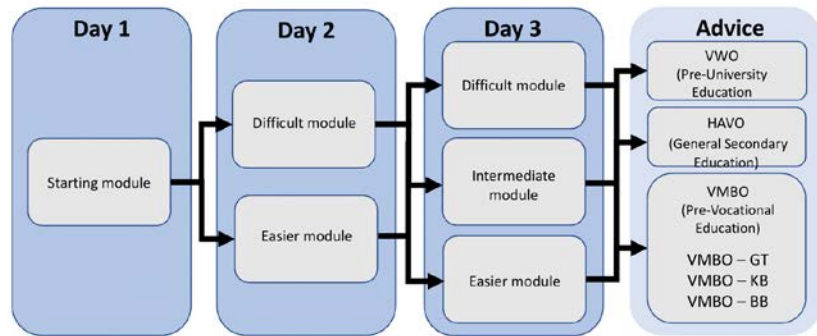 Day 1
Starting module
Day 2
Difficult module
Easier module
Day 3
Difficult module
Intermediate
module
Easier module
Advice
VWO
(Pre-University
Education
HAVO
(General Secondary
Education)
VMBO
(Pre-Vocational
Education)
VMBO – GT
VMBO – KB
VMBO – BB